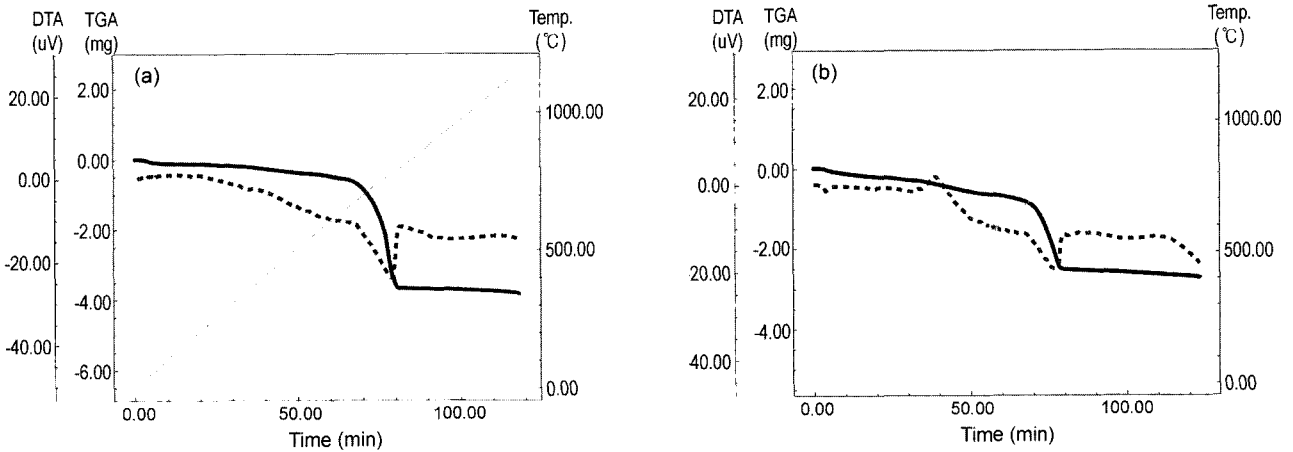 DTA TGA Temp.
(uV) (mg) (℃)
(a)
20.00 2.00 1000.00
0.00 0.00
-2.00 500.00
-20.00
-4.00
-40.00
-6.00 0.00
0.00 50.00 100.00
Time (min)
DTA TGA Temp.
(uV) (mg) (℃)
(b)
20.00 2.00 1000.00
0.00 0.00
-2.00 500.00
20.00
-4.00
40.00
0.00
0.00 50.00 100.00
Time (min)